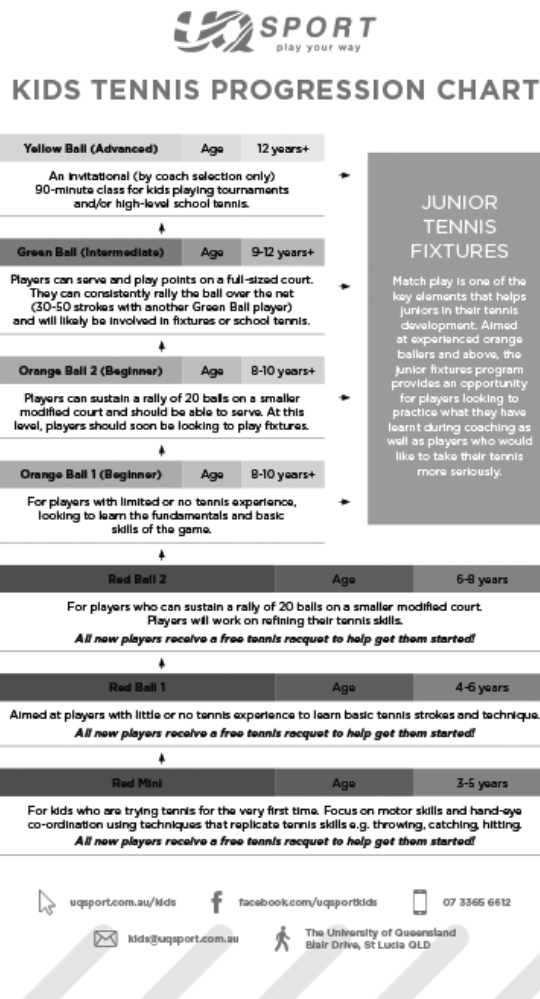 UQ SPORT
play your way
KIDS TENNIS PROGRESSION CHART
Yellow Ball (Advanced) Age 12 years+
An invitational (by coach selection only)
90-minute class for kids playing tournaments
and/or high-level school tennis.
Green Ball (Intermediate) Age 9-12 years+
Players can serve and play points on a full-sized court.
They can consistently rally the ball over the net
(30-50 strokes with another Green Ball player)
and will likely be involved in fixtures or school tennis.
Orange Ball 2 (Beginner) Age 8-10 years+
Players can sustain a rally of 20 balls on a smaller
modified court and should be able to serve. At this
level, players should soon be looking to play fixtures.
Orange Ball 1 (Beginner) Age 8-10 years+
For players with limited or no tennis experience,
looking to learn the fundamentals and basic
skills of the game.
JUNIOR
TENNIS
FIXTURES
Match play is one of the
key elements that helps
juniors in their tennis
development. Aimed
at experienced orange
ballers and above, the
junior fixtures program
provides an opportunity
for players looking to
practice what they have
learnt during coaching as
well as players who would
like to take their tennis
more seriously.
Red Ball 2 Age 6-8 years
For players who can sustain a rally of 20 balls on a smaller modified court.
Players will work on refining their tennis skills.
All new players receive a free tennis racquet to help get them started!
Red Ball 1 Age 4-6 years
Aimed at players with little or no tennis experience to learn basic tennis strokes and technique.
All new players receive a free tennis racquet to help get them started!
Red Mini Age 3-5 years
For kids who are trying tennis for the very first time. Focus on motor skills and hand-eye
co-ordination using techniques that replicate tennis skills e.g. throwing, catching, hitting.
All new players receive a free tennis racquet to help get them started!
uqsport.com.au/kids facebook.com/uqsportkids 07 3365 6612
kids@uqsport.com.au The University of Queensland
Blair Drive, St Lucia QLD